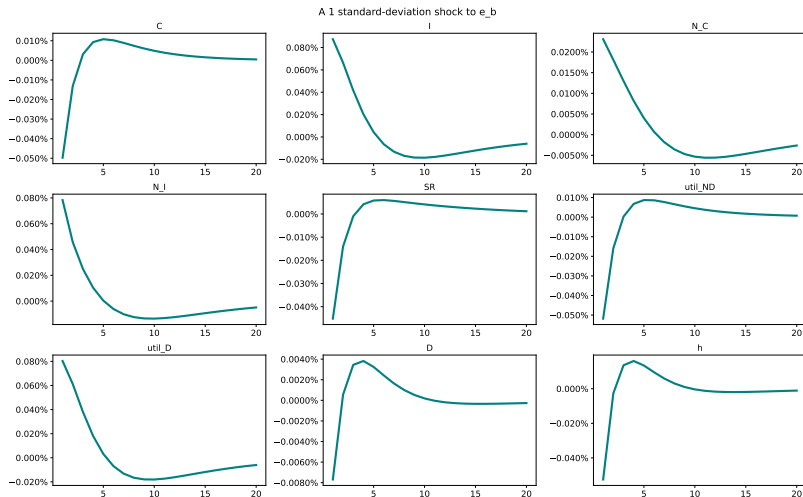 A 1 standard-deviation shock to e_b
C
0.010%
0.000%
−0.010%
−0.020%
−0.030%
−0.040%
−0.050%
5 10 15 20
I
0.080%
0.060%
0.040%
0.020%
0.000%
−0.020%
5 10 15 20
N_C
0.0200%
0.0150%
0.0100%
0.0050%
0.0000%
−0.0050%
5 10 15 20
N_I
0.080%
0.060%
0.040%
0.020%
0.000%
5 10 15 20
SR
0.000%
−0.010%
−0.020%
−0.030%
−0.040%
5 10 15 20
util_ND
0.010%
0.000%
−0.010%
−0.020%
−0.030%
−0.040%
−0.050%
5 10 15 20
util_D
0.080%
0.060%
0.040%
0.020%
0.000%
−0.020%
5 10 15 20
D
0.0040%
0.0020%
0.0000%
−0.0020%
−0.0040%
−0.0060%
−0.0080%
5 10 15 20
h
0.000%
−0.020%
−0.040%
5 10 15 20